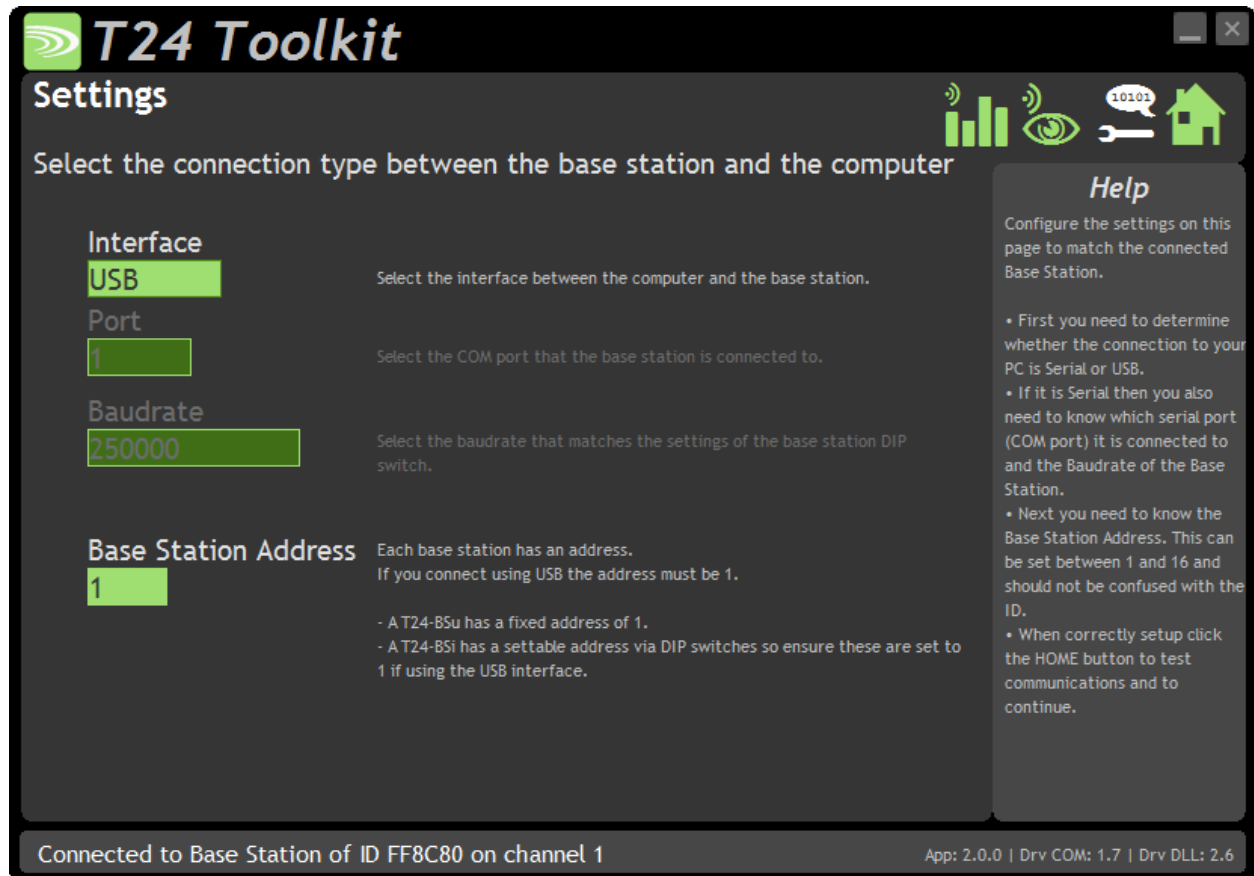 T24 Toolkit
Settings
10101
Select the connection type between the base station and the computer
Interface
USB
Select the interface between the computer and the base station.
Port
1
Select the COM port that the base station is connected to.
Baudrate
250000
Select the baudrate that matches the settings of the base station DIP
switch.
Base Station Address
1
Each base station has an address.
If you connect using USB the address must be 1.
- A T24-BSu has a fixed address of 1.
- A T24-BSi has a settable address via DIP switches so ensure these are set to
1 if using the USB interface.
Help
Configure the settings on this
page to match the connected
Base Station.
• First you need to determine
whether the connection to your
PC is Serial or USB.
• If it is Serial then you also
need to know which serial port
(COM port) it is connected to
and the Baudrate of the Base
Station.
• Next you need to know the
Base Station Address. This can
be set between 1 and 16 and
should not be confused with the
ID.
• When correctly setup click
the HOME button to test
communications and to
continue.
Connected to Base Station of ID FF8C80 on channel 1
App: 2.0.0 | Drv COM: 1.7 | Drv DLL: 2.6